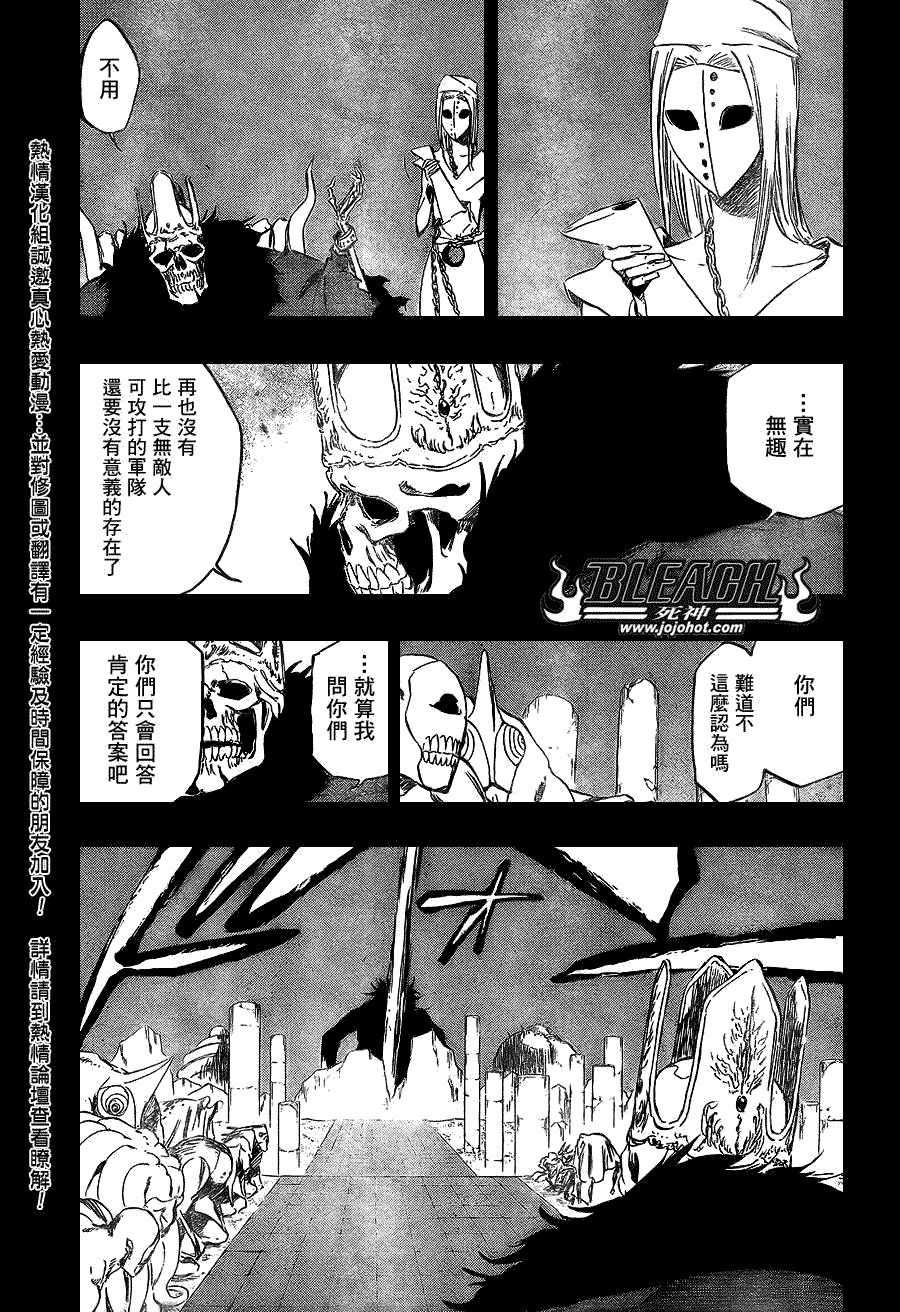 不用
…實在
無趣
再也沒有
比一支無敵人
可攻打的軍隊
還要沒有意義的存在了
BLEACH
死神
www.jojohot.com
你們
難道不
這麼認為嗎
…就算我
問你們
你們只會回答
肯定的答案吧
熱情漢化組誠邀真心熱愛動漫…並對修圖或翻譯有一定經驗及時間保障的朋友加入！ 詳情請到熱情論壇查看瞭解！